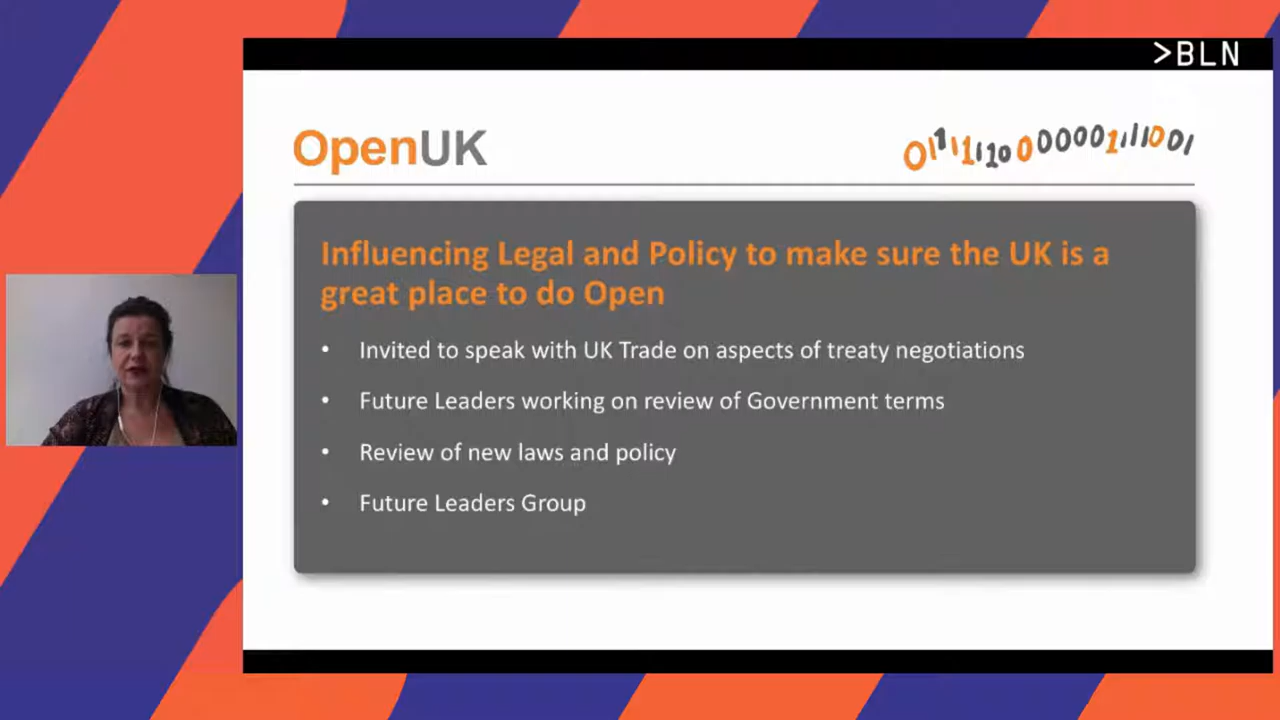 >BLN
OpenUK
Influencing Legal and Policy to make sure the UK is a
great place to do Open
• Invited to speak with UK Trade on aspects of treaty negotiations
• Future Leaders working on review of Government terms
• Review of new laws and policy
• Future Leaders Group